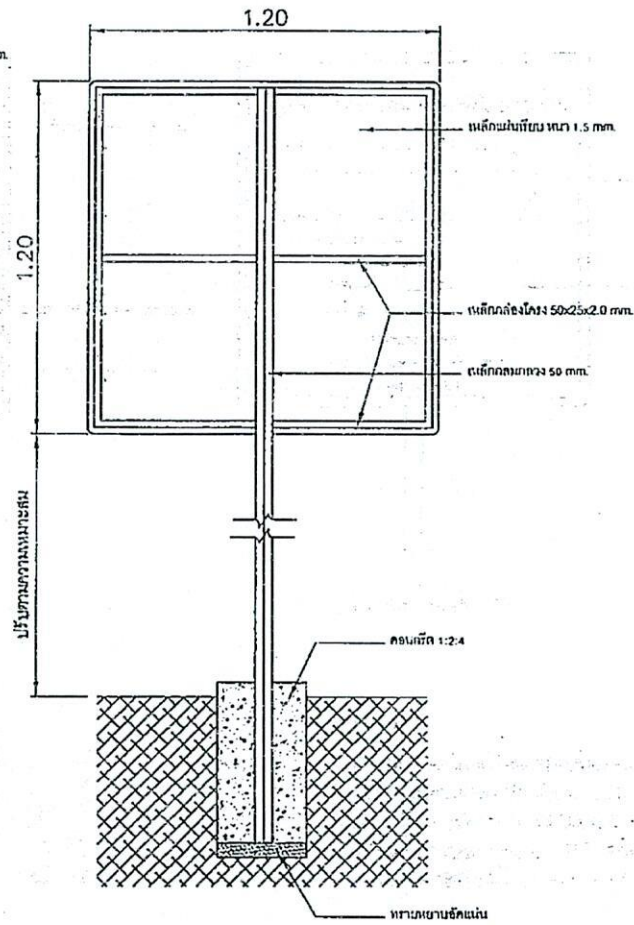 1.20
m.
เหล็กแผ่นเรียบ หนา 1.5 mm.
1.20
เหล็กกล่องโครง 50x25x2.0 mm.
เหล็กกลมกลวง 50 mm.
ปรับตามความเหมาะสม
คอนกรีต 1:2:4
ทรายหยาบอัดแน่น